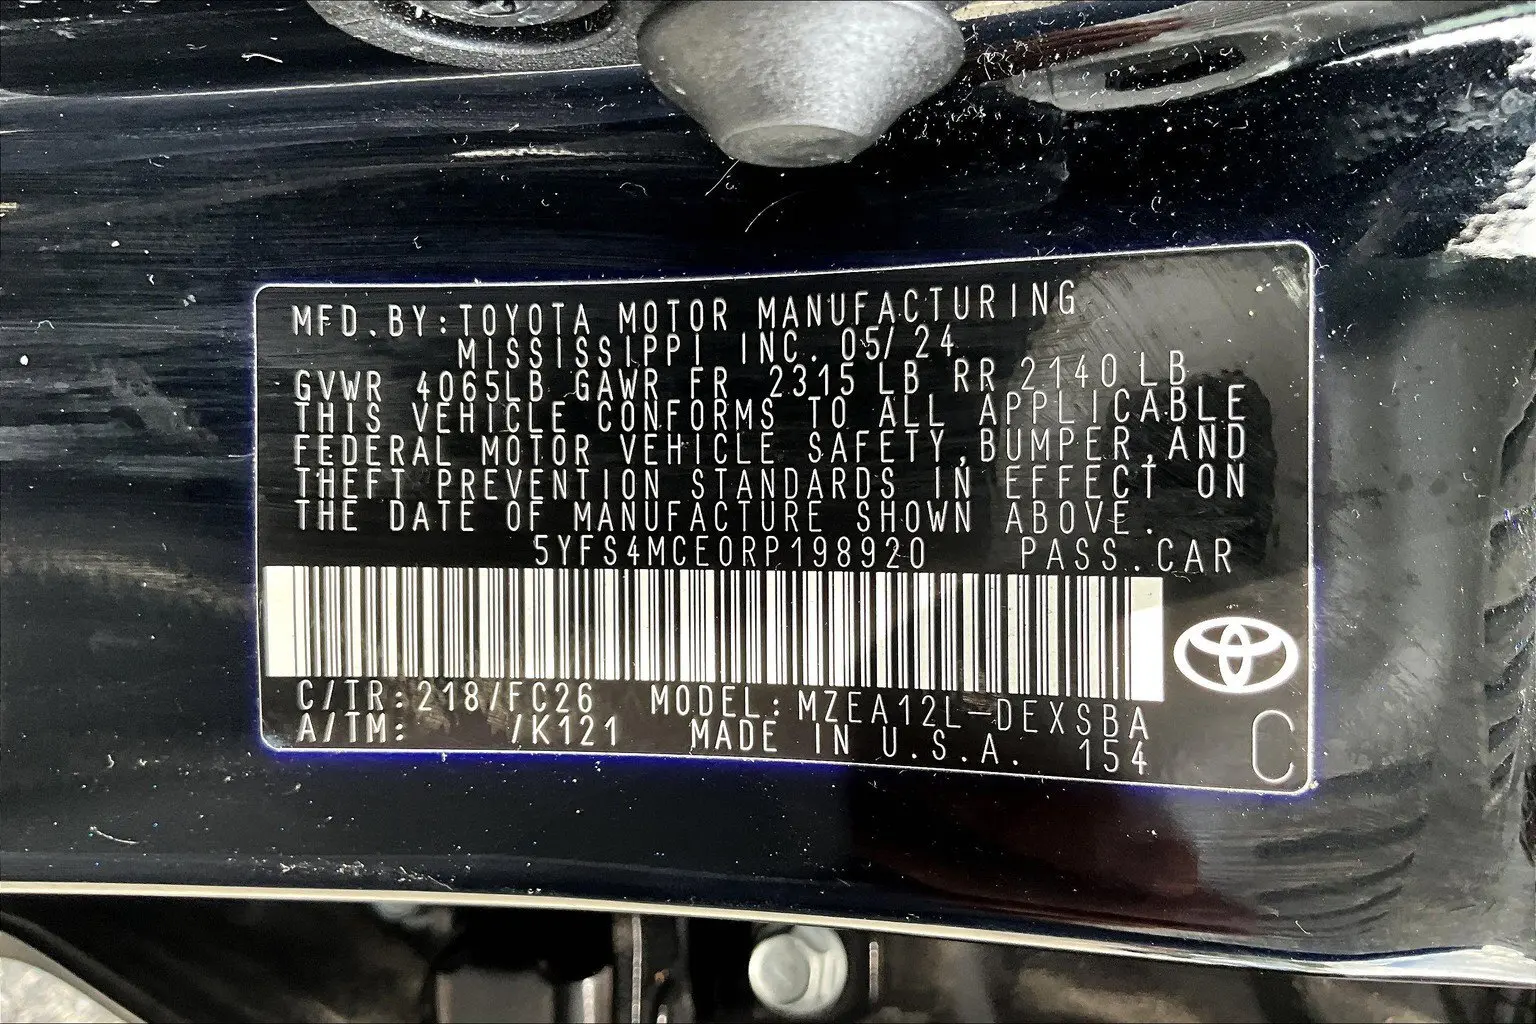 MFD.BY:TOYOTA MOTOR MANUFACTURING
MISSISSIPPI INC. 05/24
GVWR 4065LB GAWR FR 2315 LB RR 2140 LB
THIS VEHICLE CONFORMS TO ALL APPLICABLE
FEDERAL MOTOR VEHICLE SAFETY,BUMPER,AND
THEFT PREVENTION STANDARDS IN EFFECT ON
THE DATE OF MANUFACTURE SHOWN ABOVE.
5YFS4MCE0RP198920 PASS.CAR
C/TR:218/FC26 MODEL:MZEA12L-DEXSBA
A/TM: /K121 MADE IN U.S.A. 154
C